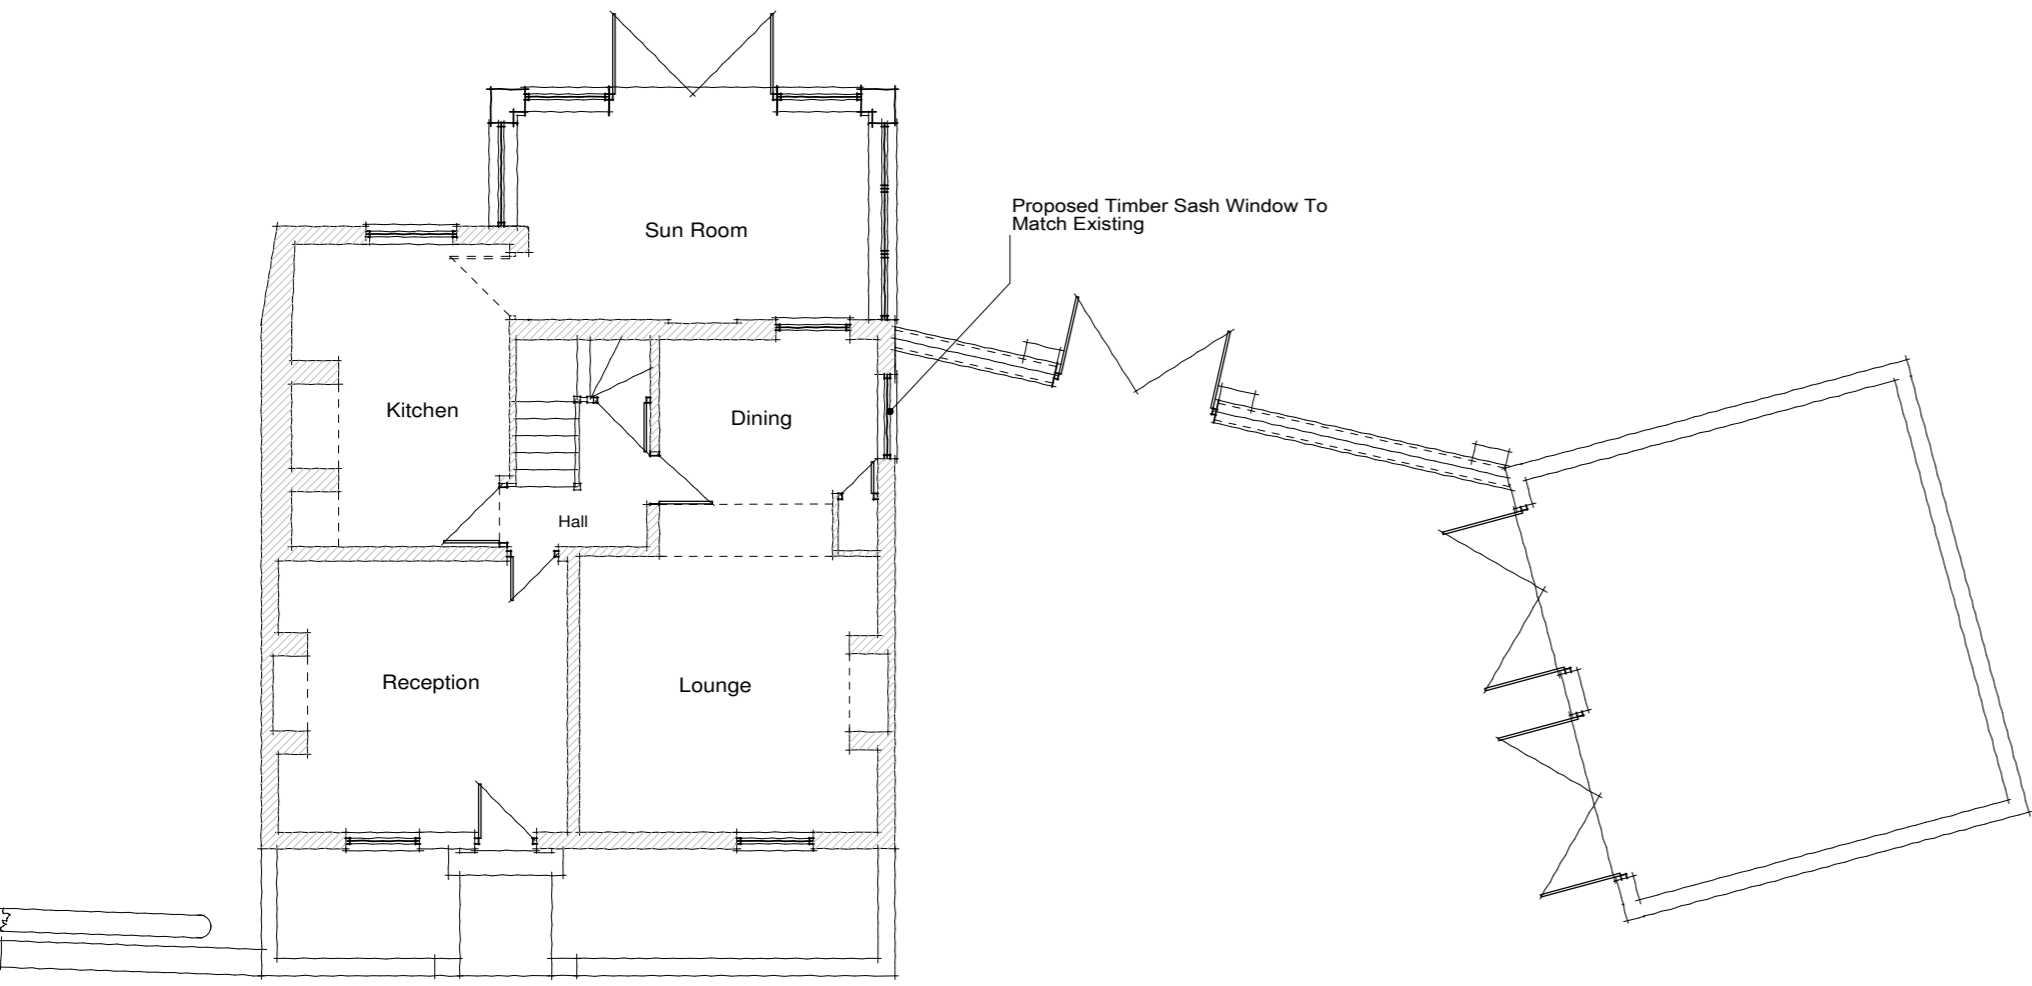 Proposed Timber Sash Window To
Match Existing
Sun Room
Kitchen
Dining
Hall
Reception
Lounge